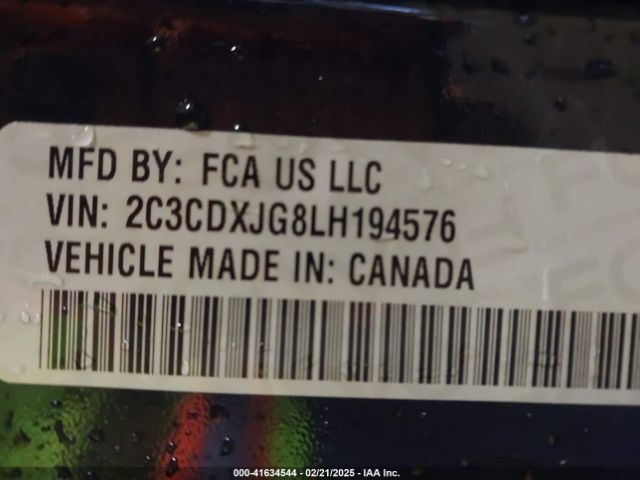 MFD BY: FCA US LLC
VIN: 2C3CDXJG8LH194576
VEHICLE MADE IN: CANADA
000-41634544 - 02/21/2025 - IAA Inc.